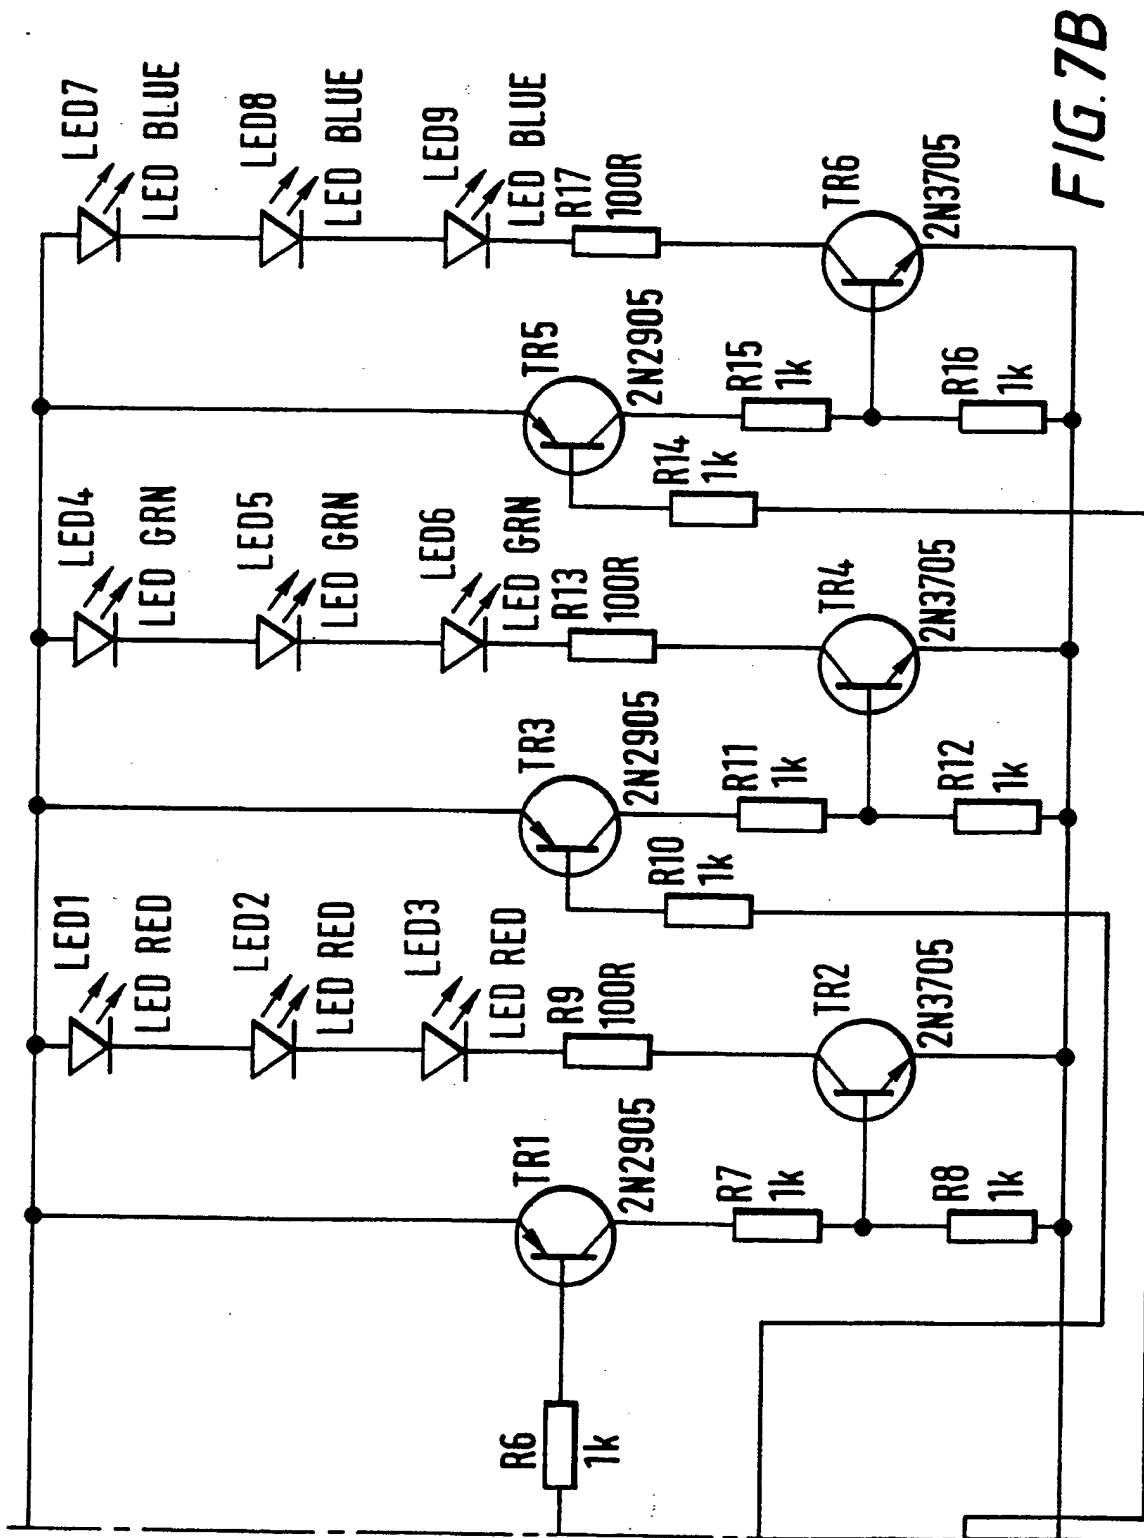 LED1
LED RED
LED2
LED RED
LED3
LED RED
R9
100R
TR1
2N2905
R6
1k
R7
1k
R8
1k
TR2
2N3705
LED4
LED GRN
LED5
LED GRN
LED6
LED GRN
R13
100R
TR3
2N2905
R10
1k
R11
1k
R12
1k
TR4
2N3705
LED7
LED BLUE
LED8
LED BLUE
LED9
LED BLUE
R17
100R
TR5
2N2905
R14
1k
R15
1k
R16
1k
TR6
2N3705
FIG. 7B